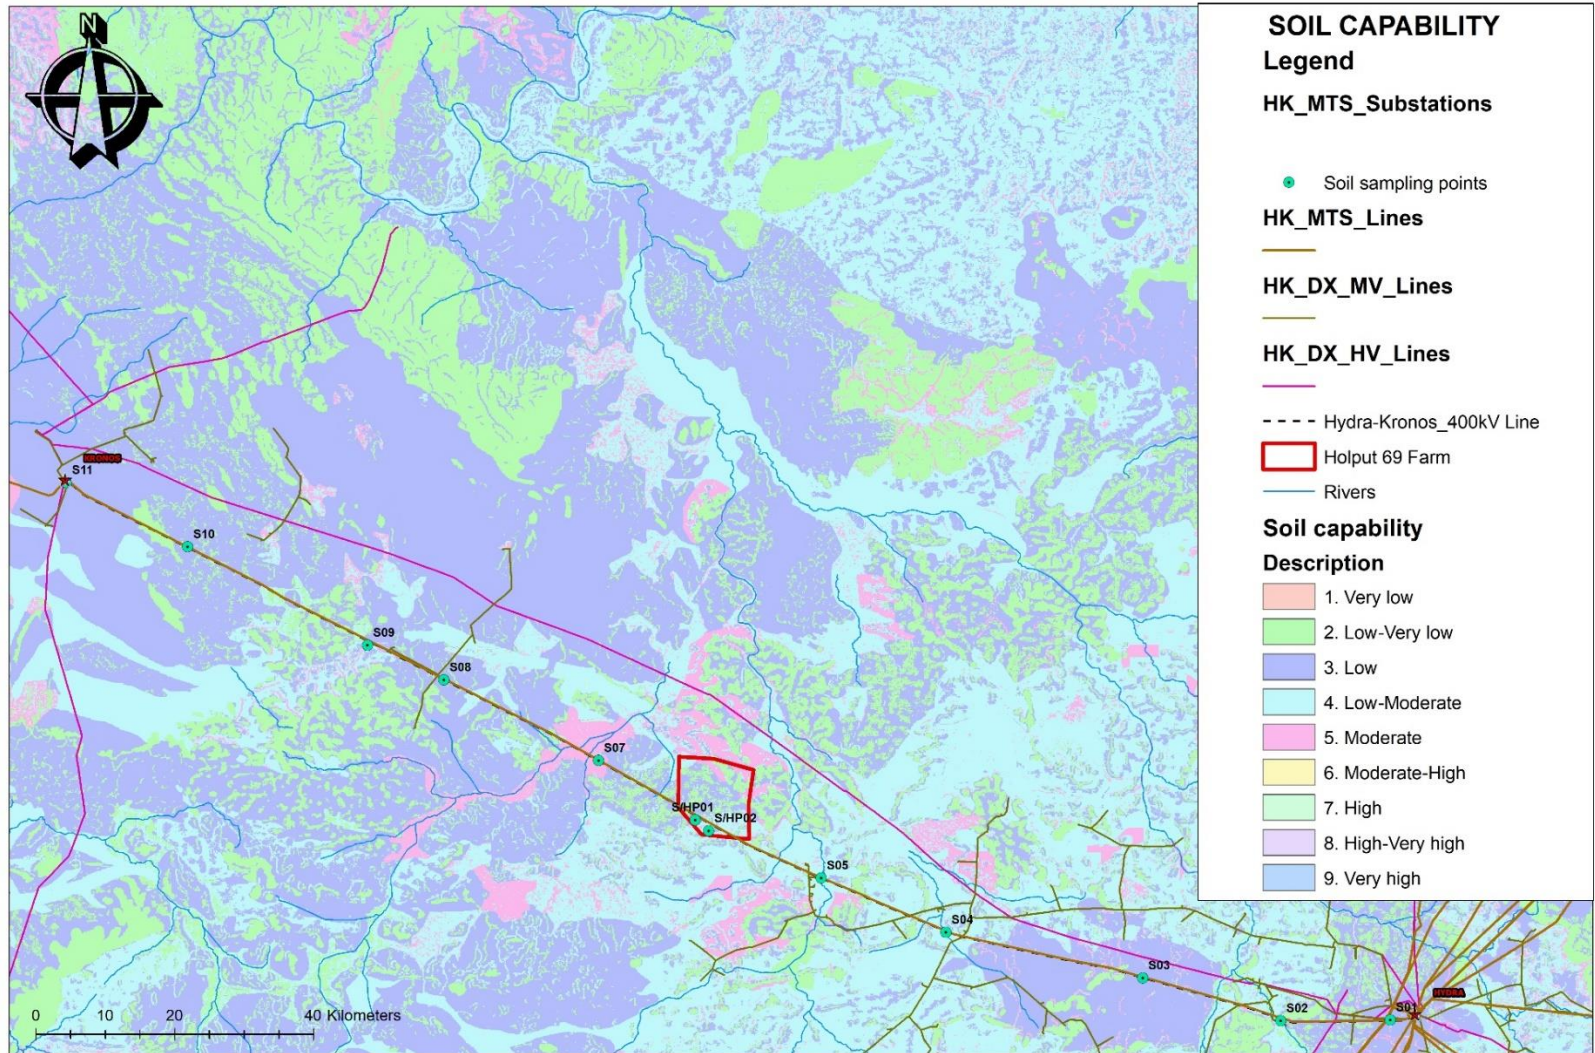 N
SOIL CAPABILITY
Legend
HK_MTS_Substations
Soil sampling points
HK_MTS_Lines
HK_DX_MV_Lines
HK_DX_HV_Lines
Hydra-Kronos_400kV Line
Holput 69 Farm
Rivers
Soil capability
Description
1. Very low
2. Low-Very low
3. Low
4. Low-Moderate
5. Moderate
6. Moderate-High
7. High
8. High-Very high
9. Very high
KRONOS
S11
S10
S09
S08
S07
S/HP01
S/HP02
S05
S04
S03
HYDRA
S02
S01
0 20 40 Kilometers